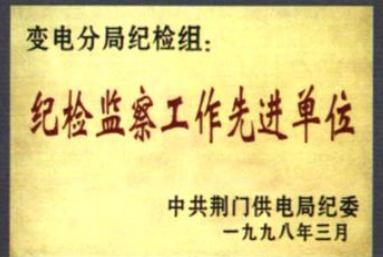 变电分局纪检组：
纪检监察工作先进单位
中共荆门供电局纪委
一九九八年三月